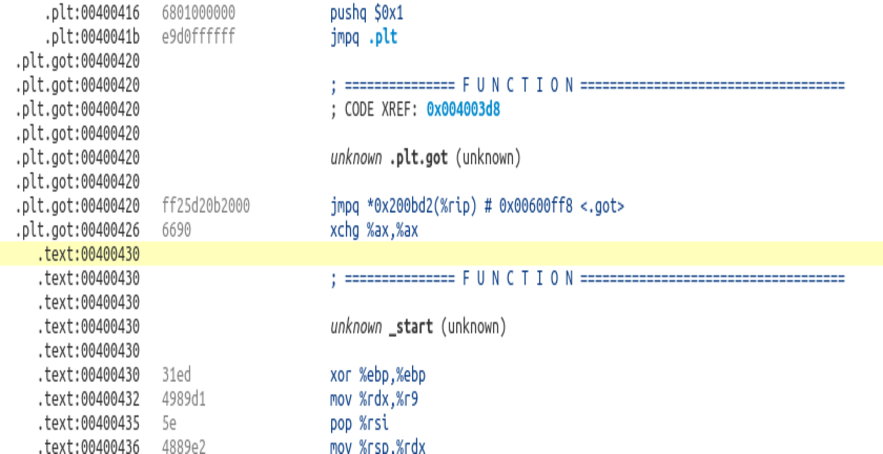 .plt:00400416 6801000000 pushq $0x1
.plt:0040041b e9d0ffffff jmpq .plt
.plt.got:00400420
.plt.got:00400420 ; =============== F U N C T I O N ====================================
.plt.got:00400420 ; CODE XREF: 0x004003d8
.plt.got:00400420
.plt.got:00400420 unknown .plt.got (unknown)
.plt.got:00400420
.plt.got:00400420 ff25d20b2000 jmpq *0x200bd2(%rip) # 0x00600ff8 <.got>
.plt.got:00400426 6690 xchg %ax,%ax
.text:00400430
.text:00400430 ; =============== F U N C T I O N ====================================
.text:00400430
.text:00400430 unknown _start (unknown)
.text:00400430
.text:00400430 31ed xor %ebp,%ebp
.text:00400432 4989d1 mov %rdx,%r9
.text:00400435 5e pop %rsi
.text:00400436 4889e2 mov %rsp,%rdx